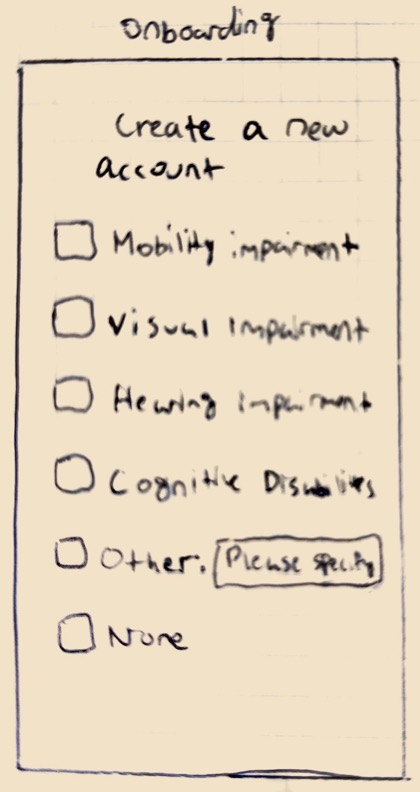 Onboarding
Create a new
account
Mobility impairment
Visual Impairment
Hearing Impairment
Cognitive Disabilities
Other: Please specify
None